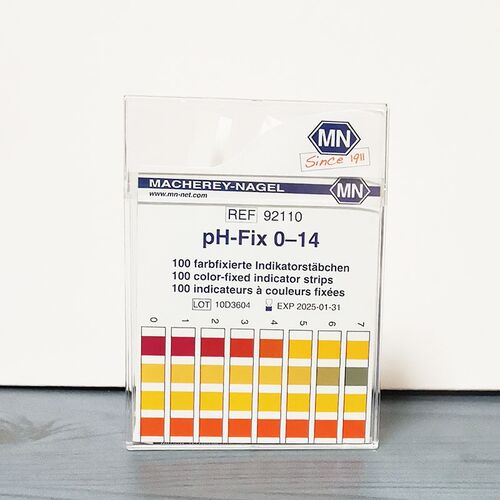 MN
Since 1911
MACHEREY-NAGEL
www.mn-net.com
MN
REF 92110
pH-Fix 0–14
100 farbfixierte Indikatorstäbchen
100 color-fixed indicator strips
100 indicateurs à couleurs fixées
LOT 10D3604 EXP 2025-01-31
0 1 2 3 4 5 6 7